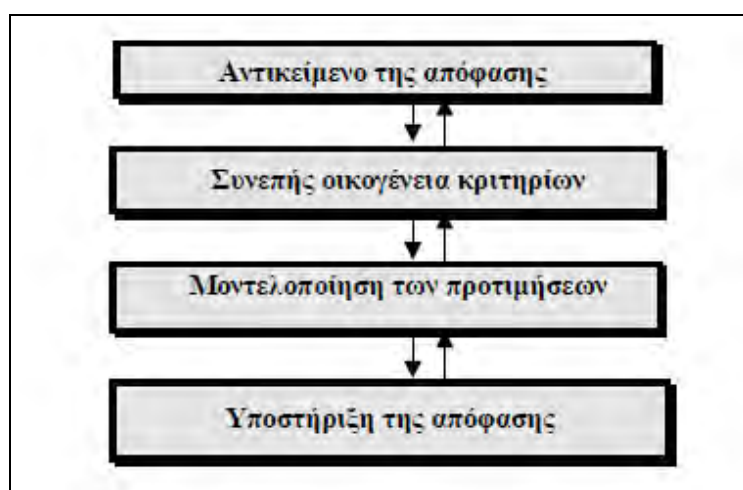 Αντικείμενο της απόφασης
Συνεπής οικογένεια κριτηρίων
Μοντελοποίηση των προτιμήσεων
Υποστήριξη της απόφασης